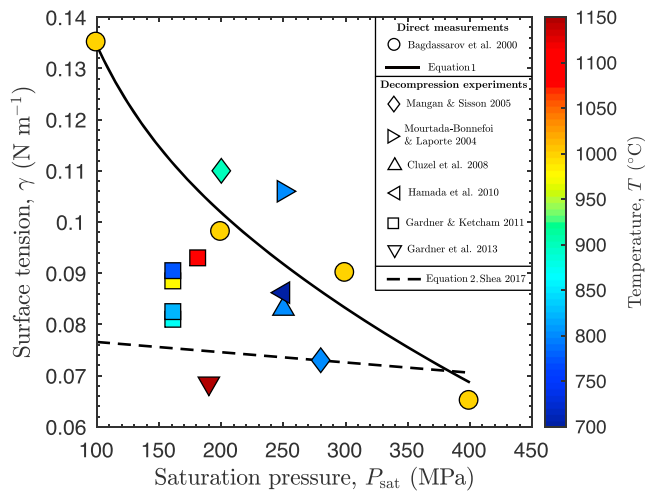 0.14
0.13
0.12
0.11
0.1
0.09
0.08
0.07
0.06
Surface tension, γ (N m⁻¹)
100 150 200 250 300 350 400 450
Saturation pressure, Psat (MPa)
Direct measurements
Bagdassarov et al. 2000
Equation 1
Decompression experiments
Mangan & Sisson 2005
Mourtada-Bonnefoi
& Laporte 2004
Cluzel et al. 2008
Hamada et al. 2010
Gardner & Ketcham 2011
Gardner et al. 2013
Equation 2. Shea 2017
1150
1100
1050
1000
950
900
850
800
750
700
Temperature, T (°C)